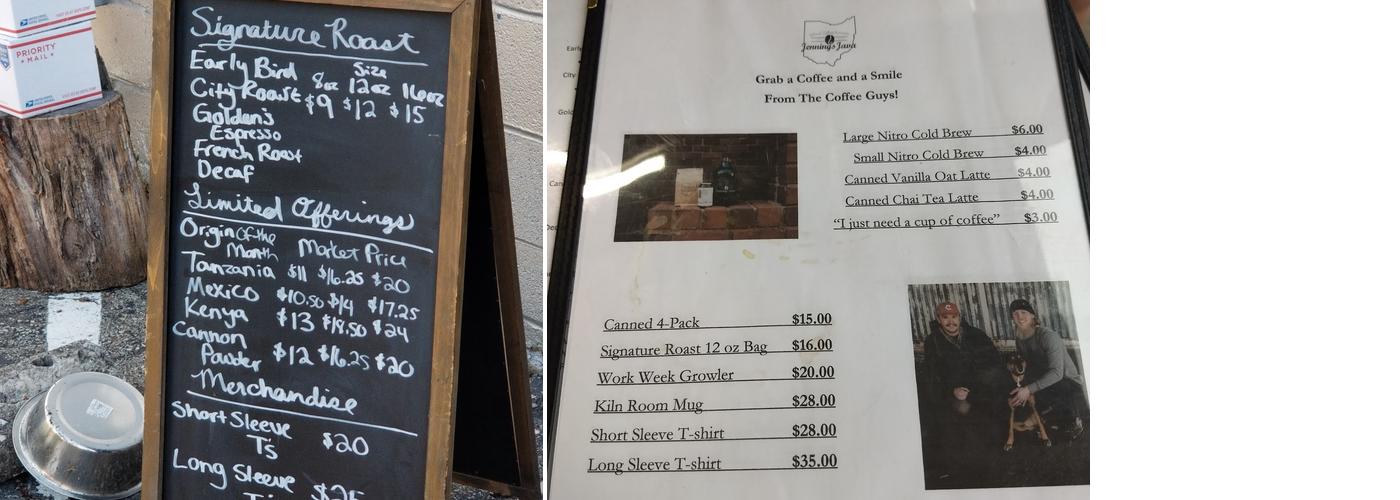 PRIORITY
MAIL
Signature Roast
Early Bird Size
City Roast 8oz 12oz 16oz
$9 $12 $15
Golden's
Espresso
French Roast
Decaf
Limited Offerings
Origin of the
Month Market Price
Tanzania $11 $16.25 $20
Mexico $10.50 $14 $17.25
Kenya $13 $18.50 $24
Cannon
Powder $12 $16.25 $20
Merchandise
Short Sleeve
T's $20
Long Sleeve
Jennings Java
Grab a Coffee and a Smile
From The Coffee Guys!
Large Nitro Cold Brew $6.00
Small Nitro Cold Brew $4.00
Canned Vanilla Oat Latte $4.00
Canned Chai Tea Latte $4.00
"I just need a cup of coffee" $3.00
Canned 4-Pack $15.00
Signature Roast 12 oz Bag $16.00
Work Week Growler $20.00
Kiln Room Mug $28.00
Short Sleeve T-shirt $28.00
Long Sleeve T-shirt $35.00